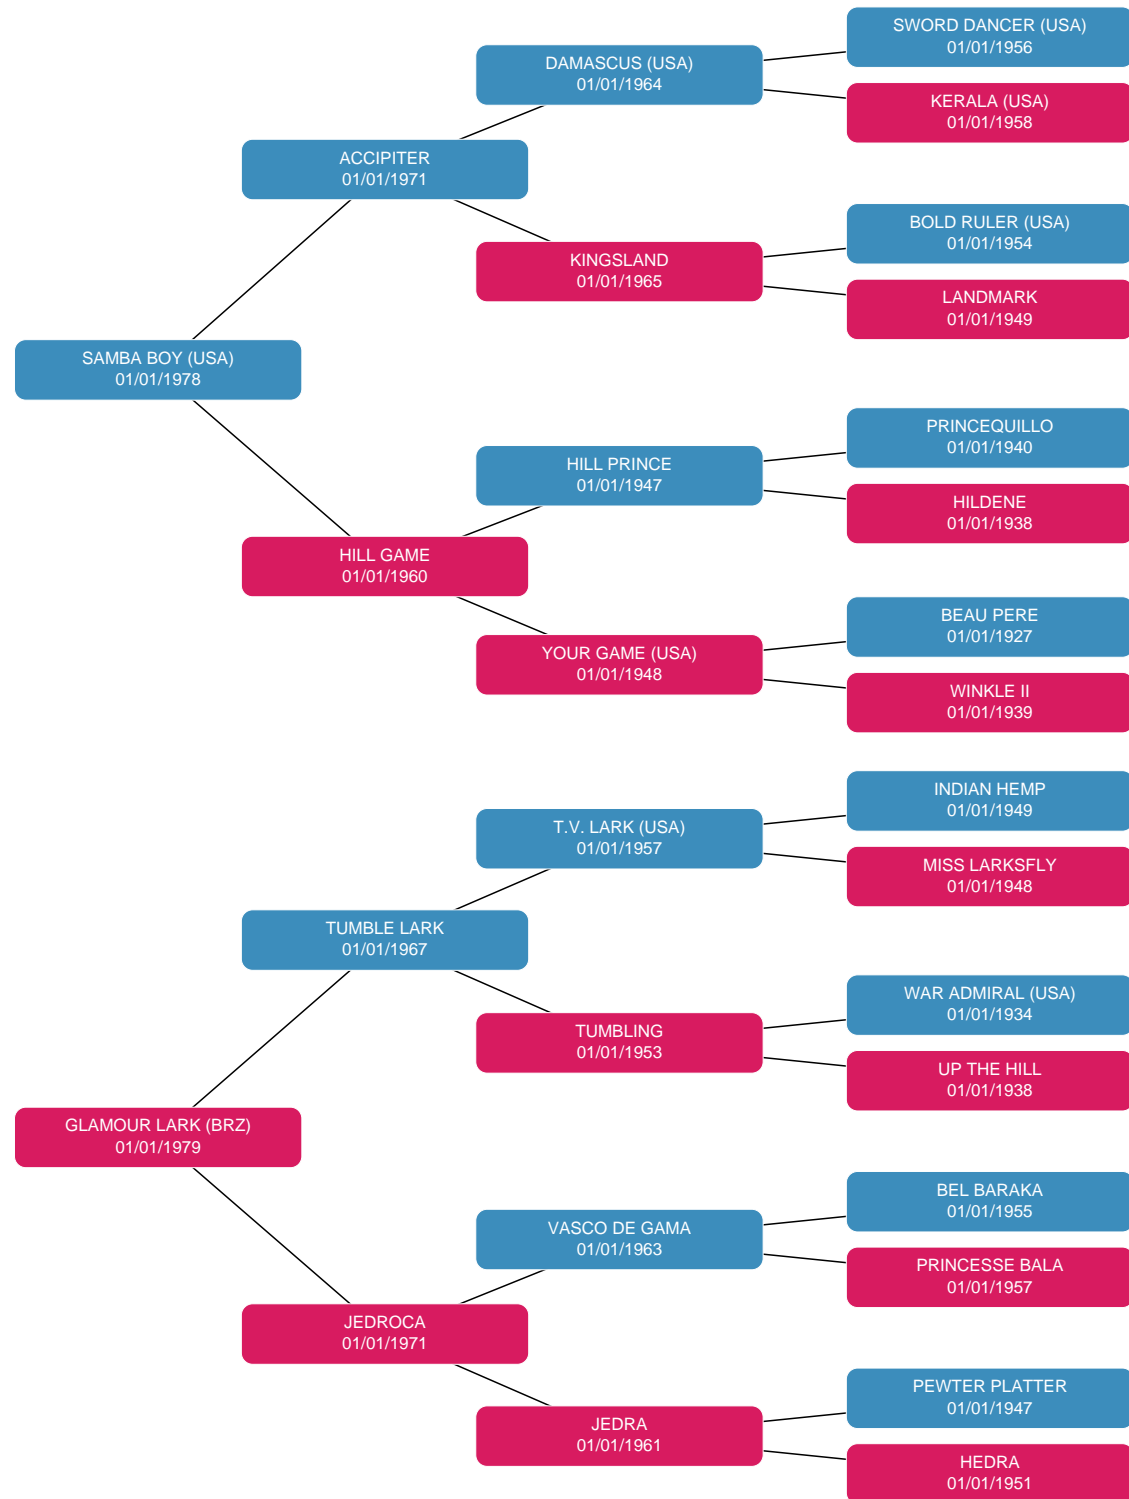 SWORD DANCER (USA)
01/01/1956
DAMASCUS (USA)
01/01/1964
KERALA (USA)
01/01/1958
ACCIPITER
01/01/1971
BOLD RULER (USA)
01/01/1954
KINGSLAND
01/01/1965
LANDMARK
01/01/1949
SAMBA BOY (USA)
01/01/1978
PRINCEQUILLO
01/01/1940
HILL PRINCE
01/01/1947
HILDENE
01/01/1938
HILL GAME
01/01/1960
BEAU PERE
01/01/1927
YOUR GAME (USA)
01/01/1948
WINKLE II
01/01/1939
INDIAN HEMP
01/01/1949
T.V. LARK (USA)
01/01/1957
MISS LARKSFLY
01/01/1948
TUMBLE LARK
01/01/1967
WAR ADMIRAL (USA)
01/01/1934
TUMBLING
01/01/1953
UP THE HILL
01/01/1938
GLAMOUR LARK (BRZ)
01/01/1979
BEL BARAKA
01/01/1955
VASCO DE GAMA
01/01/1963
PRINCESSE BALA
01/01/1957
JEDROCA
01/01/1971
PEWTER PLATTER
01/01/1947
JEDRA
01/01/1961
HEDRA
01/01/1951